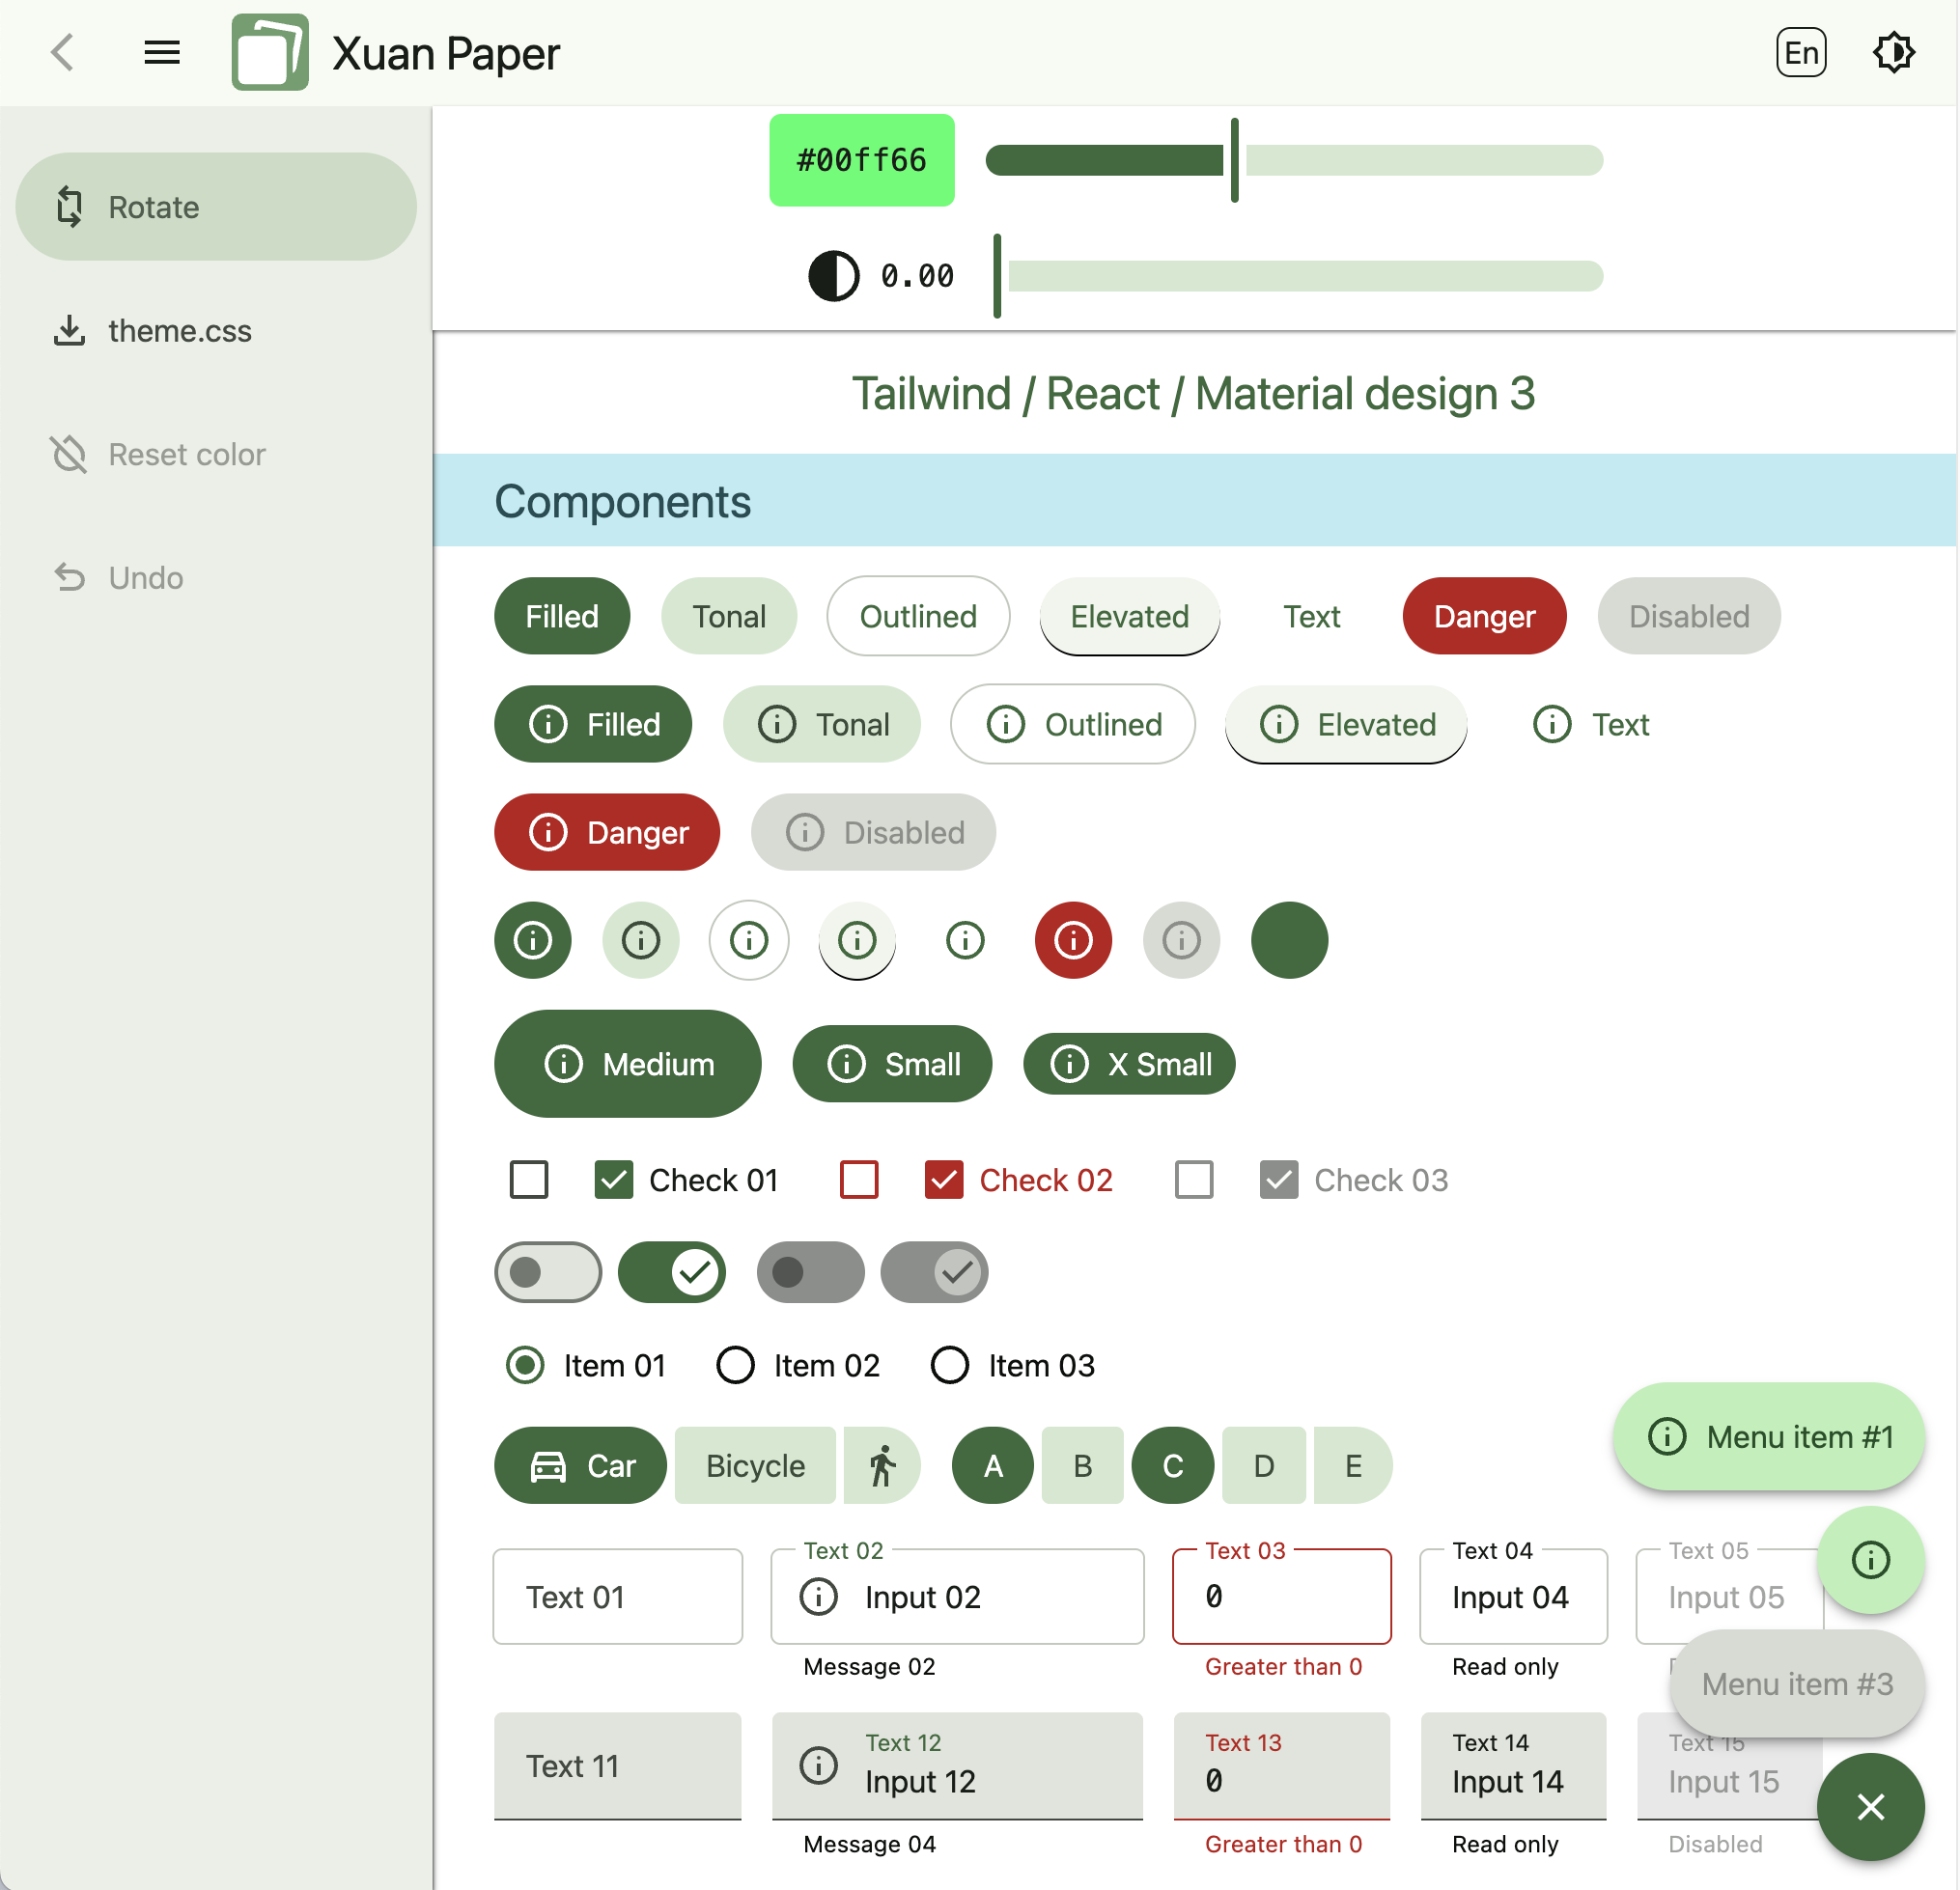 Xuan Paper
En
Rotate
theme.css
Reset color
Undo
#00ff66
0.00
Tailwind / React / Material design 3
Components
Filled Tonal Outlined Elevated Text Danger Disabled
Filled Tonal Outlined Elevated Text
Danger Disabled
Medium Small X Small
Check 01 Check 02 Check 03
Item 01 Item 02 Item 03
Car Bicycle A B C D E
Menu item #1
Text 02 Text 03 Text 04 Text 05
Text 01 Input 02 0 Input 04 Input 05
Message 02 Greater than 0 Read only
Menu item #3
Text 12 Text 13 Text 14 Text 15
Text 11 Input 12 0 Input 14 Input 15
Message 04 Greater than 0 Read only Disabled